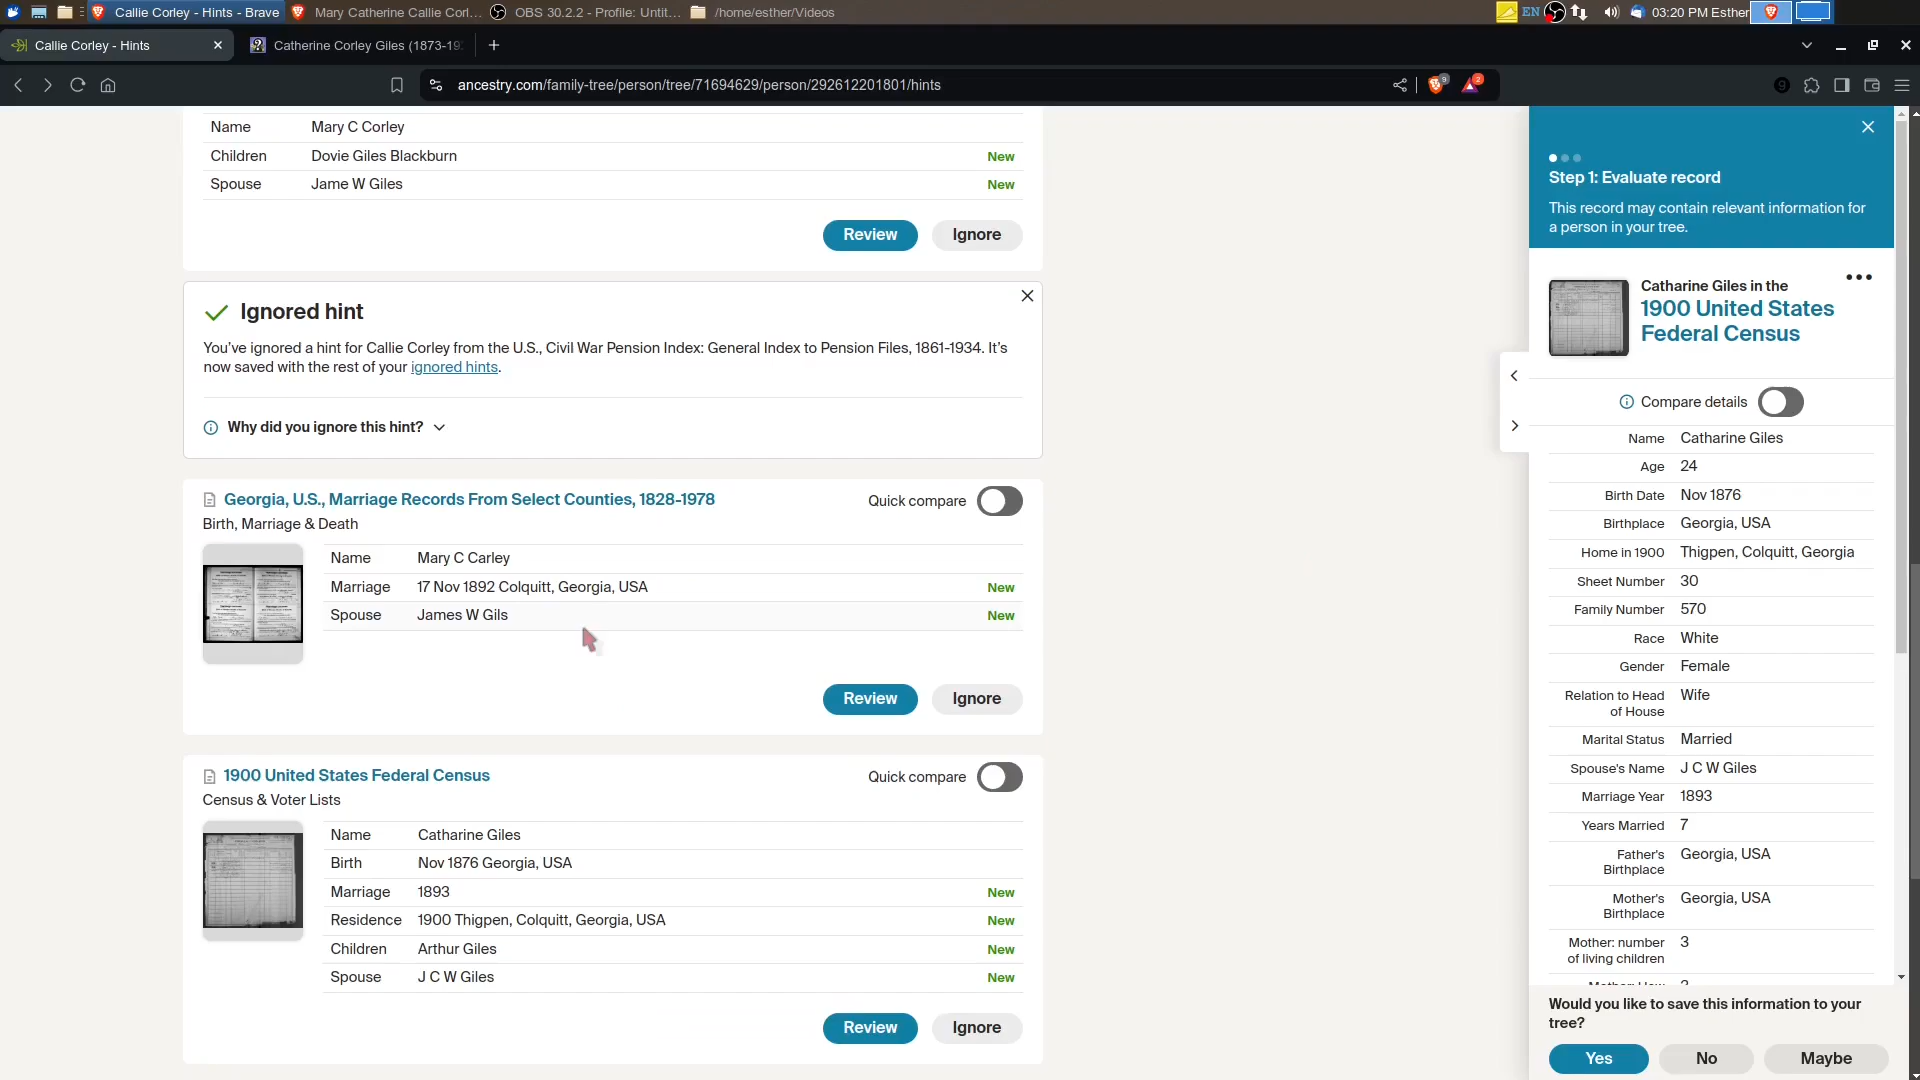 Callie Corley - Hints - Brave
Mary Catherine Callie Corl...
OBS 30.2.2 - Profile: Untit...
/home/esther/Videos
EN
03:20 PM Esther
Callie Corley - Hints
Catherine Corley Giles (1873-19
ancestry.com/family-tree/person/tree/71694629/person/292612201801/hints
9
2
Name Mary C Corley
Children Dovie Giles Blackburn New
Spouse Jame W Giles New
Review Ignore
Ignored hint
You've ignored a hint for Callie Corley from the U.S., Civil War Pension Index: General Index to Pension Files, 1861-1934. It's
now saved with the rest of your ignored hints.
Why did you ignore this hint?
Georgia, U.S., Marriage Records From Select Counties, 1828-1978
Quick compare
Birth, Marriage & Death
Name Mary C Carley
Marriage 17 Nov 1892 Colquitt, Georgia, USA New
Spouse James W Gils New
Review Ignore
1900 United States Federal Census
Quick compare
Census & Voter Lists
Name Catharine Giles
Birth Nov 1876 Georgia, USA
Marriage 1893 New
Residence 1900 Thigpen, Colquitt, Georgia, USA New
Children Arthur Giles New
Spouse J C W Giles New
Review Ignore
Step 1: Evaluate record
This record may contain relevant information for
a person in your tree.
Catharine Giles in the
1900 United States
Federal Census
Compare details
Name Catharine Giles
Age 24
Birth Date Nov 1876
Birthplace Georgia, USA
Home in 1900 Thigpen, Colquitt, Georgia
Sheet Number 30
Family Number 570
Race White
Gender Female
Relation to Head Wife
of House
Marital Status Married
Spouse's Name J C W Giles
Marriage Year 1893
Years Married 7
Father's Georgia, USA
Birthplace
Mother's Georgia, USA
Birthplace
Mother: number 3
of living children
Would you like to save this information to your
tree?
Yes No Maybe